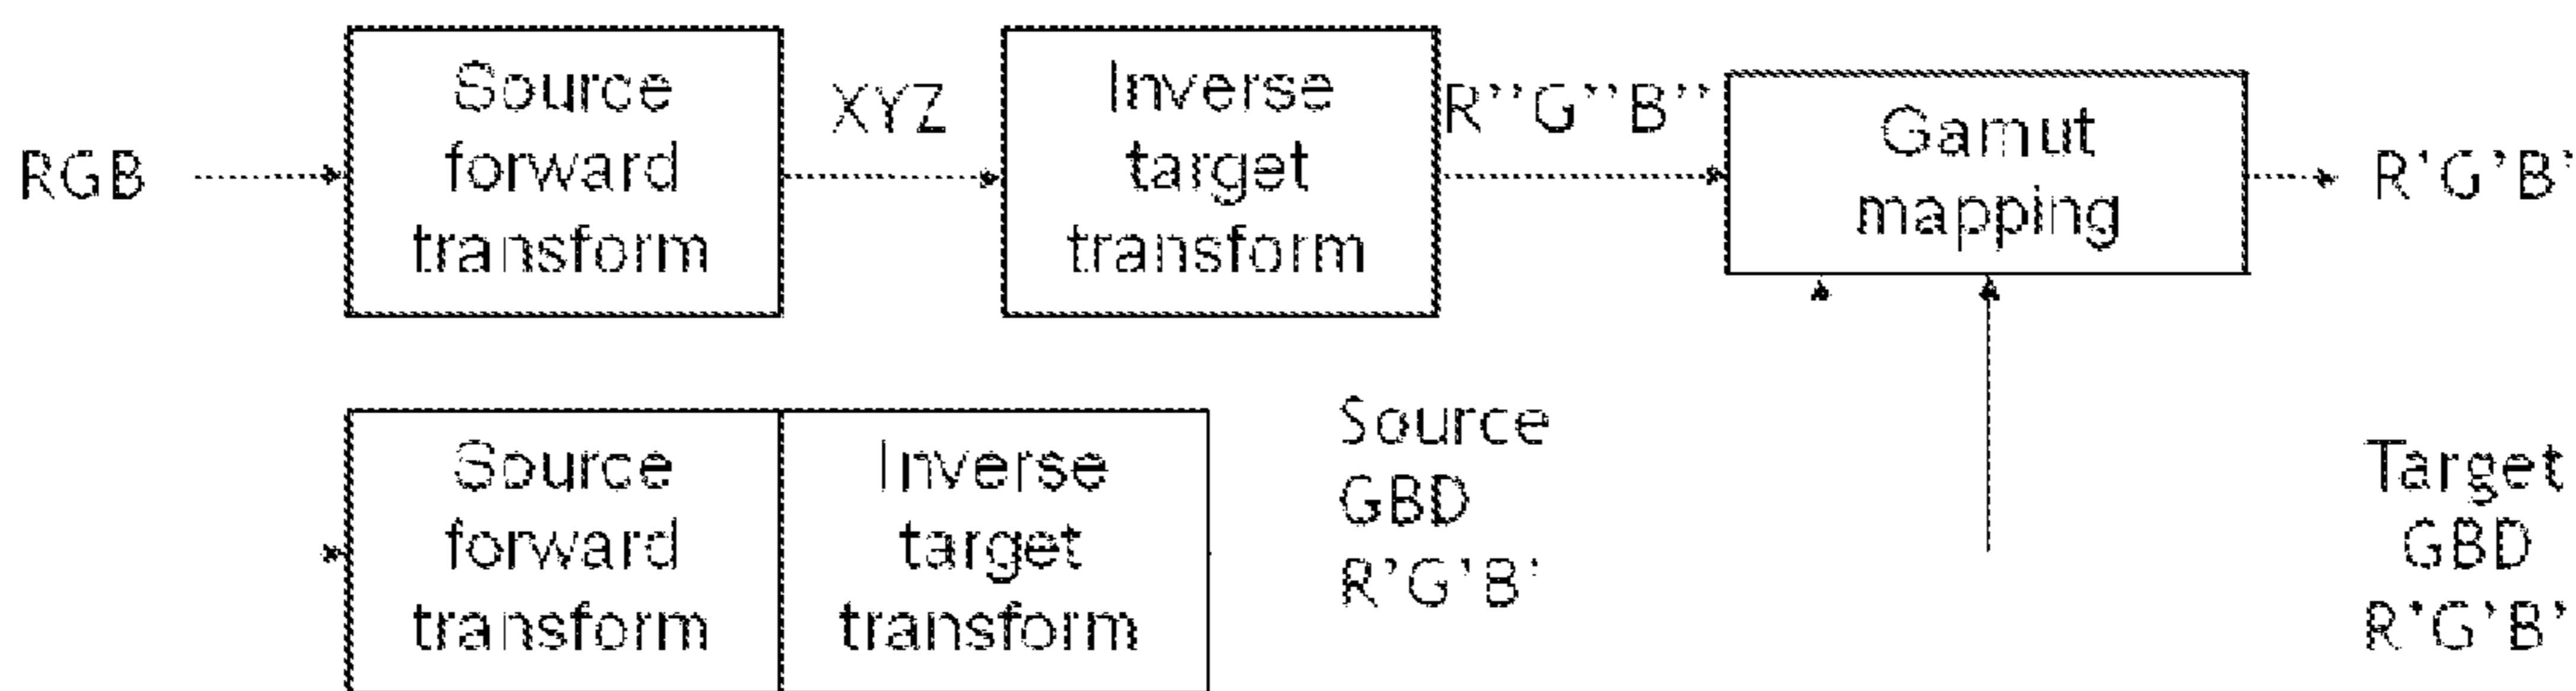 RGB
Source
forward
transform
XYZ
Inverse
target
transform
R''G''B''
Gamut
mapping
R'G'B'
Source
forward
transform
Inverse
target
transform
Source
GBD
R'G'B'
Target
GBD
R'G'B'